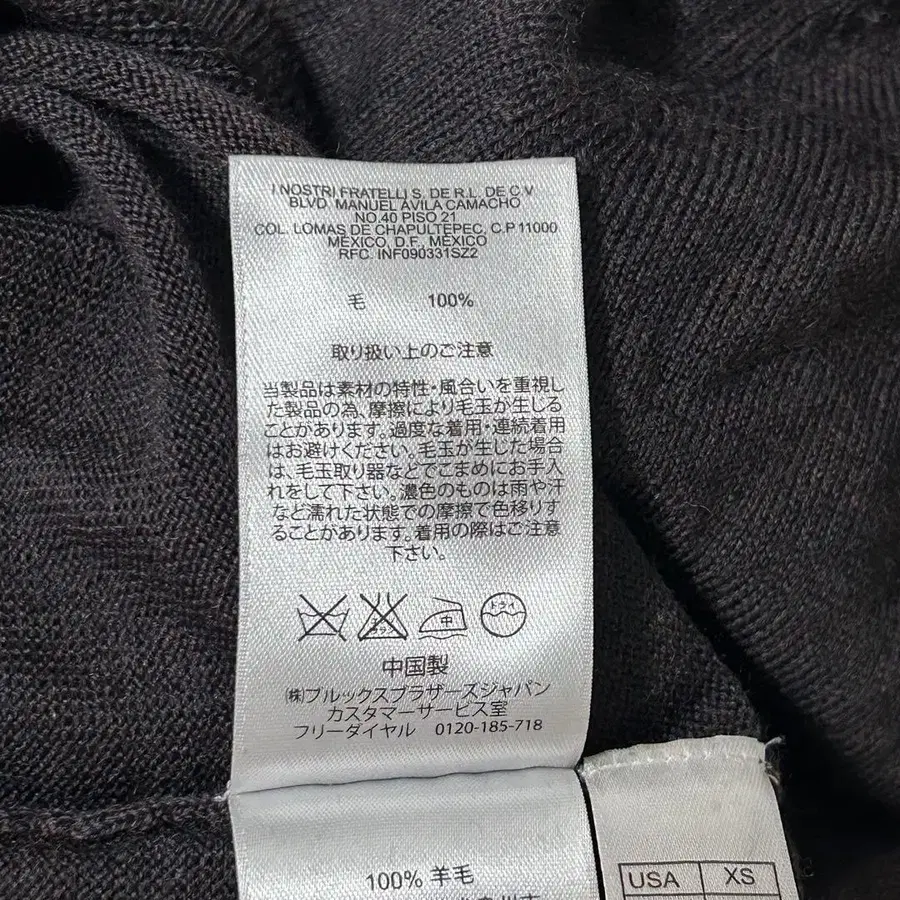 I NOSTRI FRATELLI S. DE R.L. DE C.V
BLVD. MANUEL ÁVILA CAMACHO
NO.40 PISO 21
COL. LOMAS DE CHAPULTEPEC, C.P 11000
MÉXICO, D.F., MÉXICO
RFC. INF090331SZ2
毛 100%
取り扱い上のご注意
当製品は素材の特性・風合いを重視し
た製品の為、摩擦により毛玉が生じる
ことがあります。過度な着用・連続着用
はお避けください。毛玉が生じた場合
は、毛玉取り器などでこまめにお手入
れをして下さい。濃色のものは雨や汗
など濡れた状態での摩擦で色移りす
ることがあります。着用の際はご注意
下さい。
エンソ 中 ドライ
中国製
㈱ブルックスブラザーズジャパン
カスタマーサービス室
フリーダイヤル 0120-185-718
100% 羊毛
USA XS